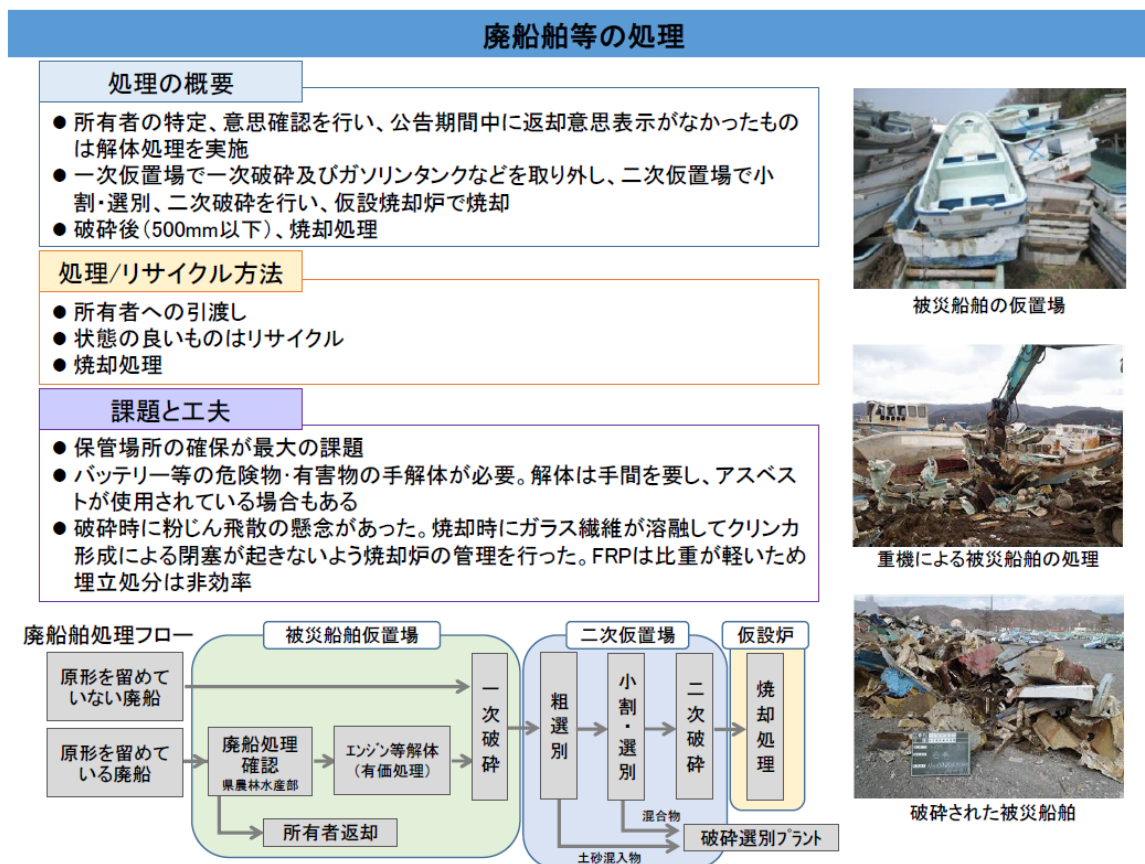 廃船舶等の処理
処理の概要
● 所有者の特定、意思確認を行い、公告期間中に返却意思表示がなかったもの
は解体処理を実施
● 一次仮置場で一次破砕及びガソリンタンクなどを取り外し、二次仮置場で小
割・選別、二次破砕を行い、仮設焼却炉で焼却
● 破砕後(500mm以下)、焼却処理
処理/リサイクル方法
● 所有者への引渡し
● 状態の良いものはリサイクル
● 焼却処理
課題と工夫
● 保管場所の確保が最大の課題
● バッテリー等の危険物・有害物の手解体が必要。解体は手間を要し、アスベス
トが使用されている場合もある
● 破砕時に粉じん飛散の懸念があった。焼却時にガラス繊維が溶融してクリンカ
形成による閉塞が起きないよう焼却炉の管理を行った。FRPは比重が軽いため
埋立処分は非効率
被災船舶の仮置場
重機による被災船舶の処理
破砕された被災船舶
廃船舶処理フロー
被災船舶仮置場
二次仮置場
仮設炉
原形を留めて
いない廃船
原形を留めて
いる廃船
廃船処理
確認
県農林水産部
エンジン等解体
(有価処理)
一次破砕
粗選別
小割・選別
二次破砕
焼却処理
所有者返却
混合物
土砂混入物
破砕選別プラント